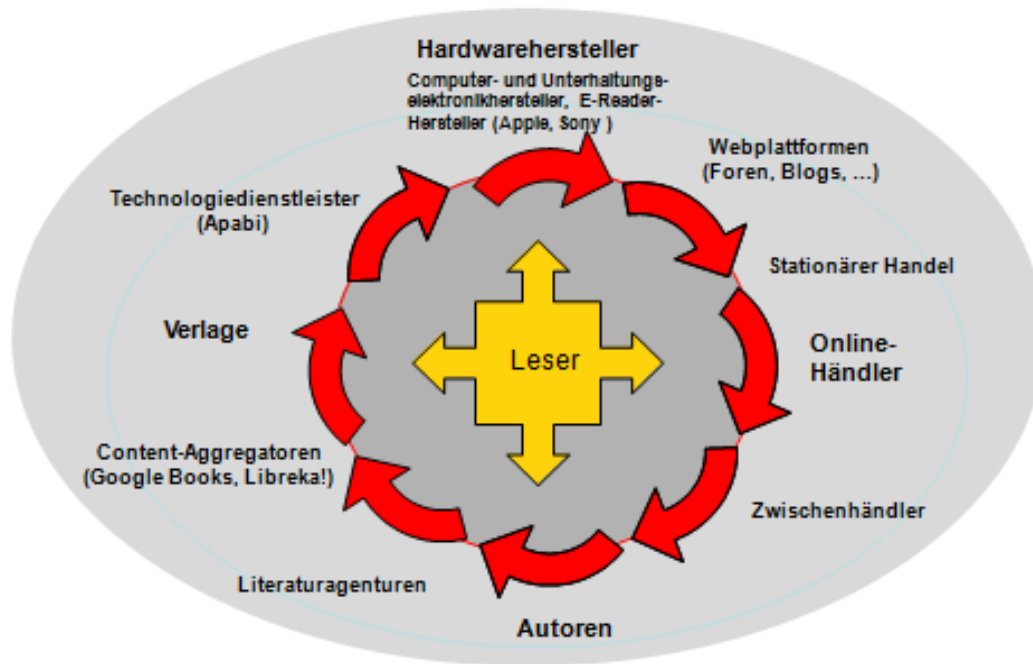 Hardwarehersteller
Computer- und Unterhaltungs-
elektronikhersteller, E-Reader-
Hersteller (Apple, Sony )
Webplattformen
(Foren, Blogs, ...)
Technologiedienstleister
(Apabi)
Stationärer Handel
Verlage
Online-
Händler
Leser
Content-Aggregatoren
(Google Books, Libreka!)
Zwischenhändler
Literaturagenturen
Autoren